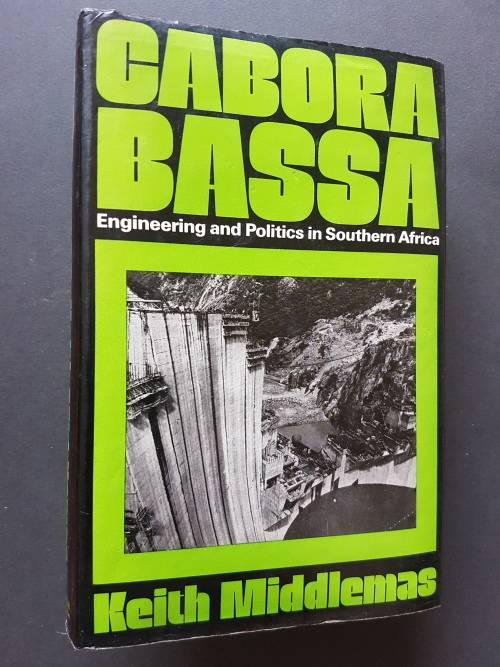 CABORA
BASSA
Engineering and Politics in Southern Africa
Keith Middlemas